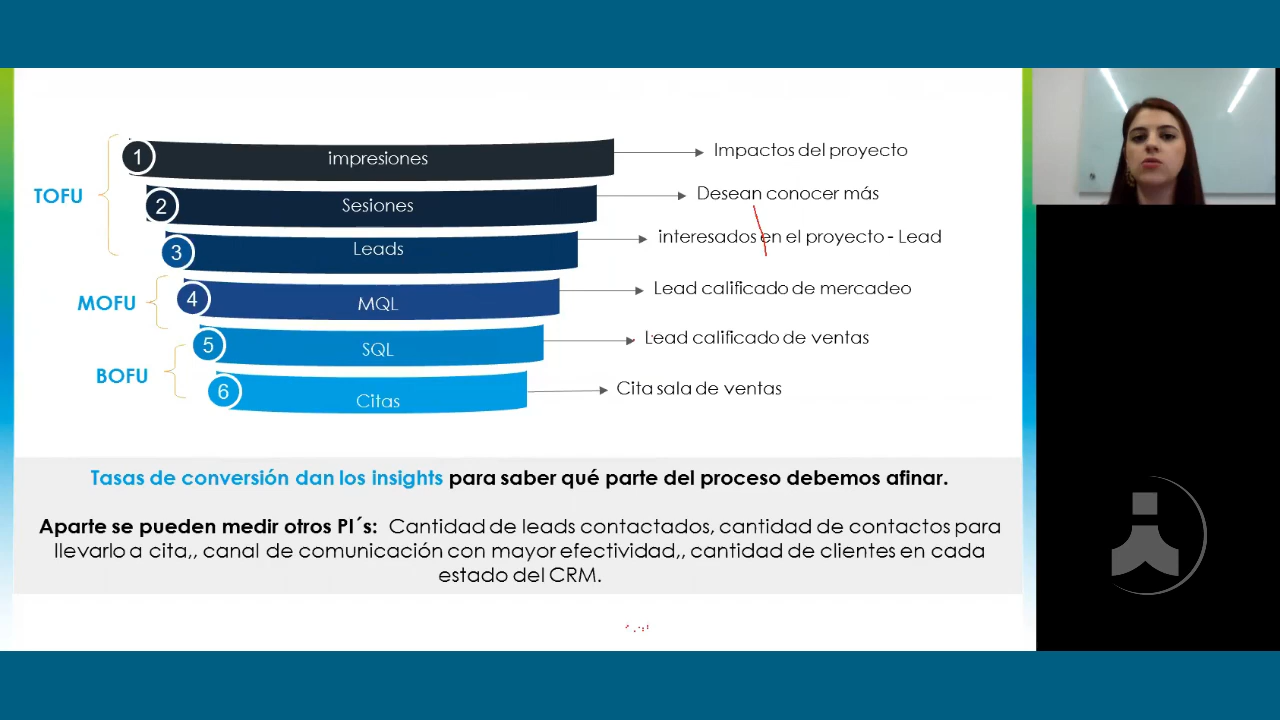 TOFU
1 impresiones
Impactos del proyecto
2 Sesiones
Desean conocer más
3 Leads
interesados en el proyecto - Lead
MOFU
4 MQL
Lead calificado de mercadeo
BOFU
5 SQL
Lead calificado de ventas
6 Citas
Cita sala de ventas
Tasas de conversión dan los insights para saber qué parte del proceso debemos afinar.
Aparte se pueden medir otros PI´s: Cantidad de leads contactados, cantidad de contactos para
llevarlo a cita,, canal de comunicación con mayor efectividad,, cantidad de clientes en cada
estado del CRM.